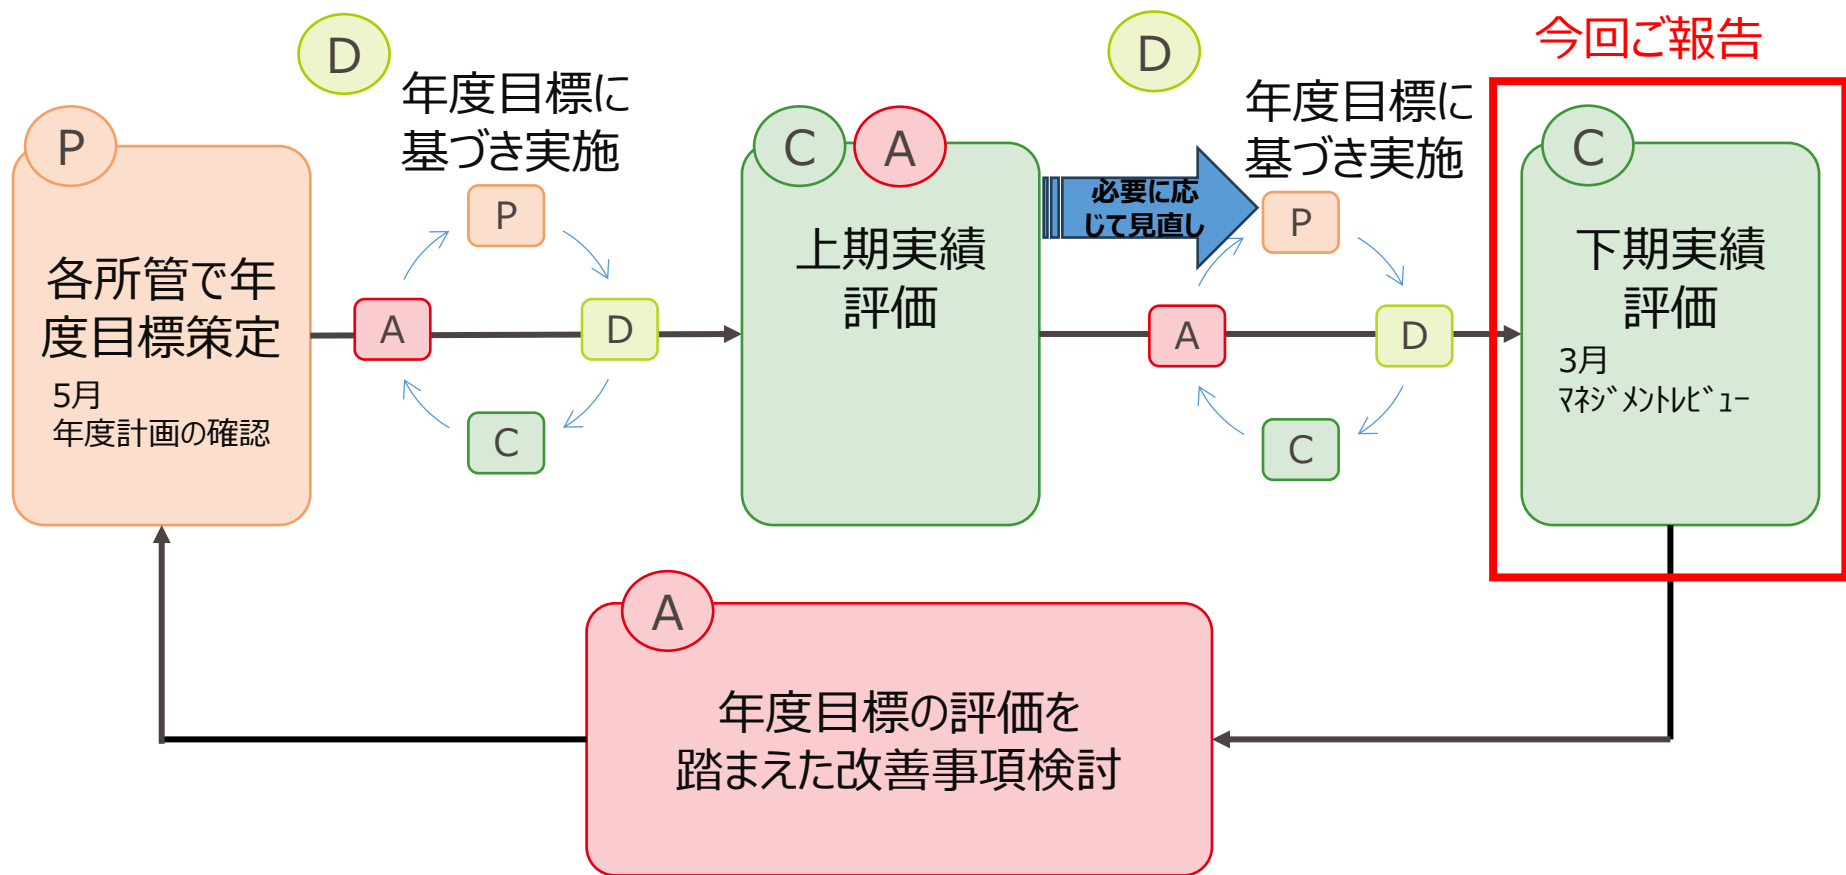 今回ご報告
D
年度目標に
基づき実施
D
年度目標に
基づき実施
P
各所管で年
度目標策定
5月
年度計画の確認
P
A
D
C
C
A
上期実績
評価
必要に応
じて見直し
P
A
D
C
C
下期実績
評価
3月
ﾏﾈｼﾞﾒﾝﾄﾚﾋﾞｭｰ
A
年度目標の評価を
踏まえた改善事項検討